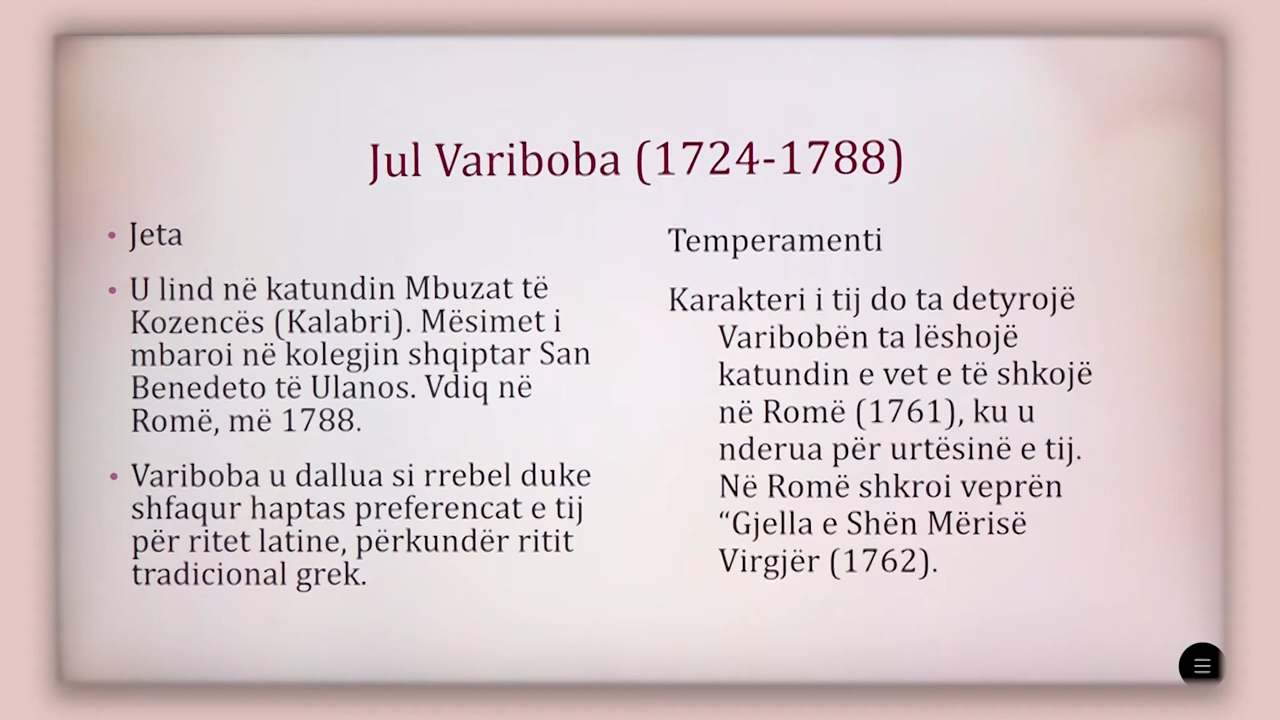 Jul Variboba (1724-1788)
• Jeta
• U lind në katundin Mbuzat të
Kozencës (Kalabri). Mësimet i
mbaroi në kolegjin shqiptar San
Benedeto të Ulanos. Vdiq në
Romë, më 1788.
• Variboba u dallua si rrebel duke
shfaqur haptas preferencat e tij
për ritet latine, përkundër ritit
tradicional grek.
Temperamenti
Karakteri i tij do ta detyrojë
Varibobën ta lëshojë
katundin e vet e të shkojë
në Romë (1761), ku u
nderua për urtësinë e tij.
Në Romë shkroi veprën
“Gjella e Shën Mërisë
Virgjër (1762).